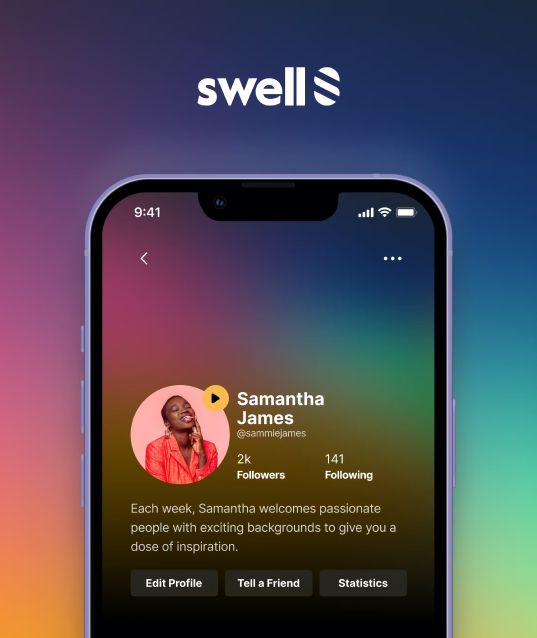 swell
9:41
Samantha
James
@sammiejames
2k
141
Followers
Following
Each week, Samantha welcomes passionate
people with exciting backgrounds to give you a
dose of inspiration.
Edit Profile
Tell a Friend
Statistics